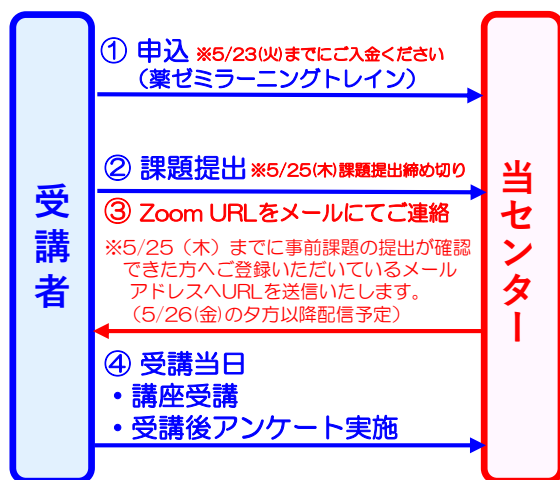 受講者
① 申込 ※5/23(火)までにご入金ください
（薬ゼミラーニングトレイン）
② 課題提出 ※5/25(木)課題提出締め切り
③ Zoom URLをメールにてご連絡
※5/25（木）までに事前課題の提出が確認
できた方へご登録いただいているメール
アドレスへURLを送信いたします。
（5/26(金)の夕方以降配信予定）
④ 受講当日
・講座受講
・受講後アンケート実施
当センター